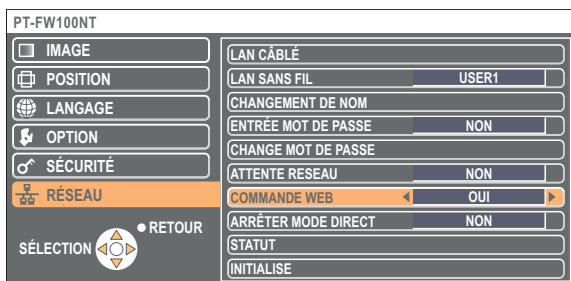 PT-FW100NT
IMAGE
POSITION
LANGAGE
OPTION
SÉCURITÉ
RÉSEAU
RETOUR
SÉLECTION
LAN CÂBLÉ
LAN SANS FIL USER1
CHANGEMENT DE NOM
ENTRÉE MOT DE PASSE NON
CHANGE MOT DE PASSE
ATTENTE RESEAU NON
COMMANDE WEB OUI
ARRÊTER MODE DIRECT NON
STATUT
INITIALISE